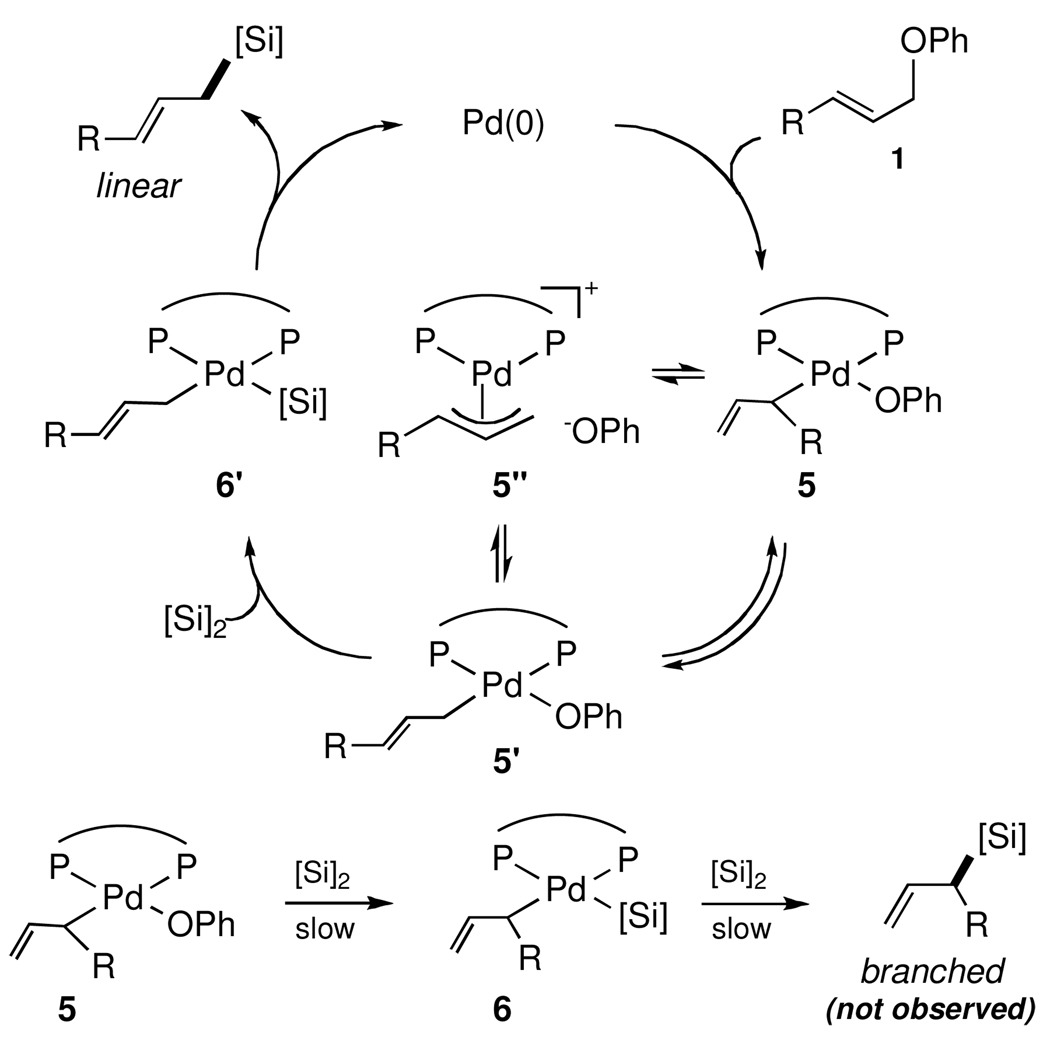 [Si]
R
linear
Pd(0)
OPh
R
1
P P
Pd
[Si]
R
6'
+
P P
Pd
R
-OPh
5''
P P
Pd
OPh
R
5
[Si]2
P P
Pd
OPh
R
5'
P P
Pd
OPh
R
5
[Si]2
slow
P P
Pd
[Si]
R
6
[Si]2
slow
[Si]
R
branched
(not observed)